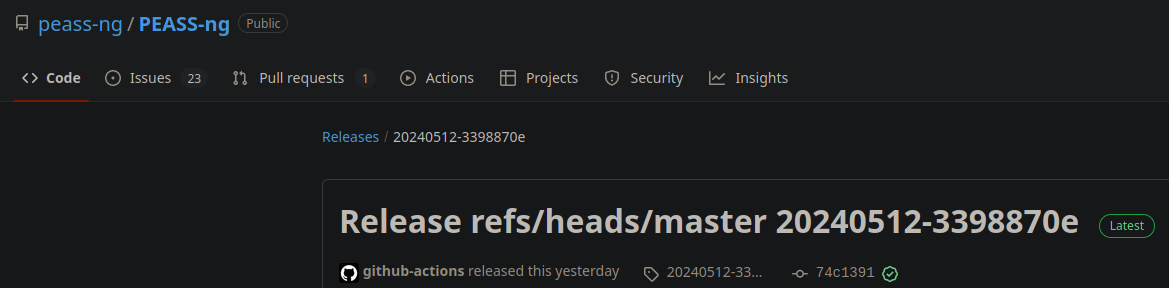 peass-ng / PEASS-ng Public
Code Issues 23 Pull requests 1 Actions Projects Security Insights
Releases / 20240512-3398870e
Release refs/heads/master 20240512-3398870e Latest
github-actions released this yesterday 20240512-33... 74c1391